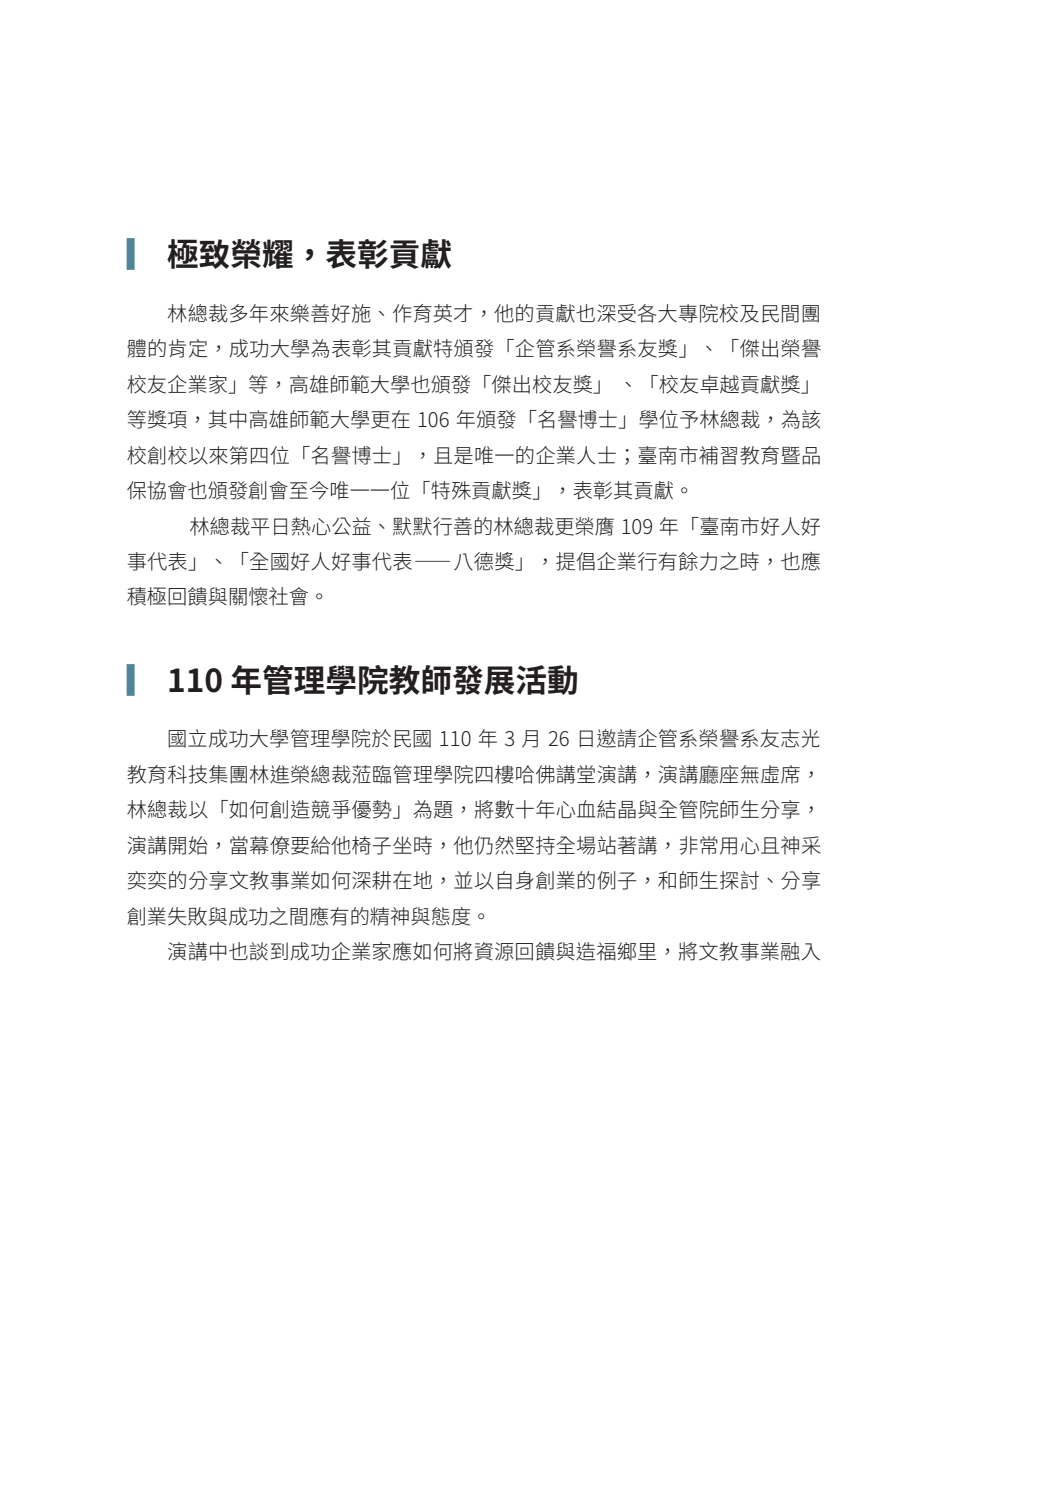 極致榮耀，表彰貢獻
林總裁多年來樂善好施、作育英才，他的貢獻也深受各大專院校及民間團
體的肯定，成功大學為表彰其貢獻特頒發「企管系榮譽系友獎」、「傑出榮譽
校友企業家」等，高雄師範大學也頒發「傑出校友獎」 、「校友卓越貢獻獎」
等獎項，其中高雄師範大學更在 106 年頒發「名譽博士」學位予林總裁，為該
校創校以來第四位「名譽博士」，且是唯一的企業人士；臺南市補習教育暨品
保協會也頒發創會至今唯一一位「特殊貢獻獎」，表彰其貢獻。
林總裁平日熱心公益、默默行善的林總裁更榮膺 109 年「臺南市好人好
事代表」、「全國好人好事代表——八德獎」，提倡企業行有餘力之時，也應
積極回饋與關懷社會。
110 年管理學院教師發展活動
國立成功大學管理學院於民國 110 年 3 月 26 日邀請企管系榮譽系友志光
教育科技集團林進榮總裁蒞臨管理學院四樓哈佛講堂演講，演講廳座無虛席，
林總裁以「如何創造競爭優勢」為題，將數十年心血結晶與全管院師生分享，
演講開始，當幕僚要給他椅子坐時，他仍然堅持全場站著講，非常用心且神采
奕奕的分享文教事業如何深耕在地，並以自身創業的例子，和師生探討、分享
創業失敗與成功之間應有的精神與態度。
演講中也談到成功企業家應如何將資源回饋與造福鄉里，將文教事業融入